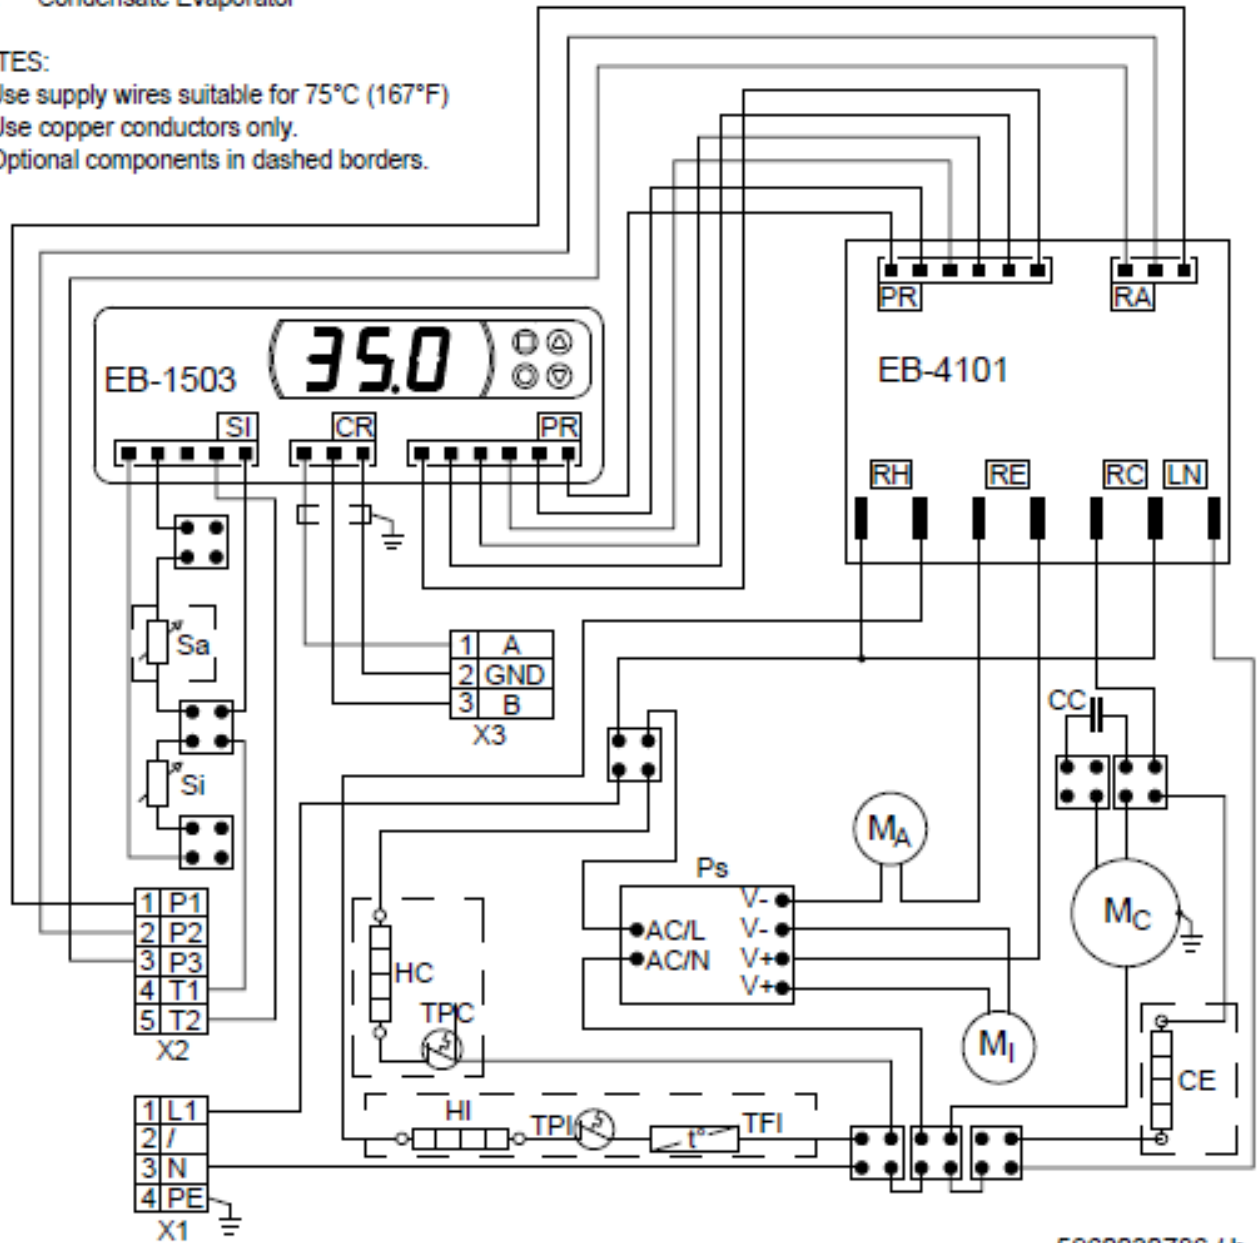 Condensate Evaporator
TES:
Use supply wires suitable for 75°C (167°F)
Use copper conductors only.
Optional components in dashed borders.
PR
RA
EB-4101
EB-1503
35.0
SI
CR
PR
RH
RE
RC
LN
Sa
1 A
2 GND
3 B
X3
CC
Si
MA
Ps
V-
V-
V+
V+
AC/L
AC/N
MC
1 P1
2 P2
3 P3
4 T1
5 T2
X2
HC
TPC
MI
CE
HI
TPI
t°
TFI
1 L1
2 /
3 N
4 PE
X1